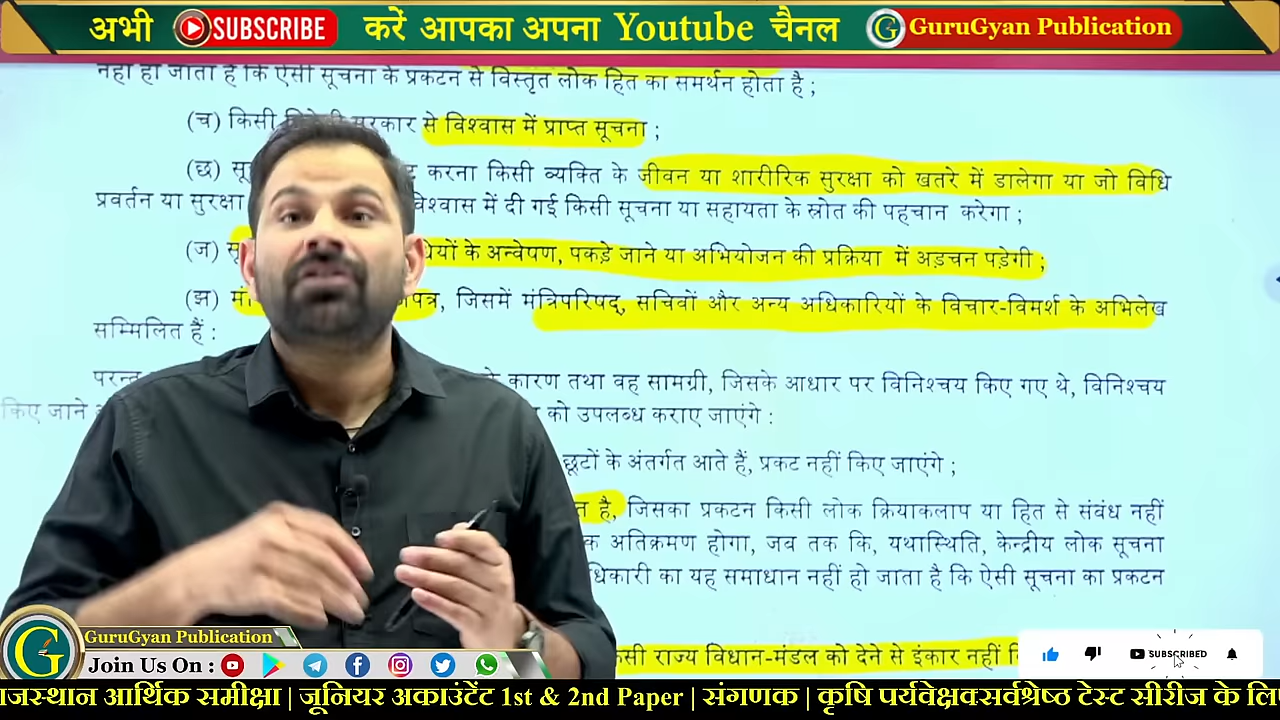 अभी SUBSCRIBE करें आपका अपना Youtube चैनल GuruGyan Publication
नहीं हो जाता है कि ऐसी सूचना के प्रकटन से विस्तृत लोक हित का समर्थन होता है ;
(च) किसी सरकार से विश्वास में प्राप्त सूचना ;
(छ) करना किसी व्यक्ति के जीवन या शारीरिक सुरक्षा को खतरे में डालेगा या जो विधि
प्रवर्तन या सुरक्षा विश्वास में दी गई किसी सूचना या सहायता के स्रोत की पहचान करेगा ;
(ज) के अन्वेषण, पकड़े जाने या अभियोजन की प्रक्रिया में अड़चन पड़ेगी ;
(झ) जिसमें मंत्रिपरिषद्, सचिवों और अन्य अधिकारियों के विचार-विमर्श के अभिलेख
सम्मिलित हैं :
कारण तथा वह सामग्री, जिसके आधार पर विनिश्चय किए गए थे, विनिश्चय
किए जाने को उपलब्ध कराए जाएंगे :
छूटों के अंतर्गत आते हैं, प्रकट नहीं किए जाएंगे ;
है, जिसका प्रकटन किसी लोक क्रियाकलाप या हित से संबंध नहीं
अतिक्रमण होगा, जब तक कि, यथास्थिति, केन्द्रीय लोक सूचना
का यह समाधान नहीं हो जाता है कि ऐसी सूचना का प्रकटन
राज्य विधान-मंडल को देने से इंकार नहीं
GuruGyan Publication
Join Us On :
SUBSCRIBED
आर्थिक समीक्षा | जूनियर अकाउंटेंट 1st & 2nd Paper | संगणक | कृषि पर्यवेक्षक सर्वश्रेष्ठ टेस्ट सीरीज के